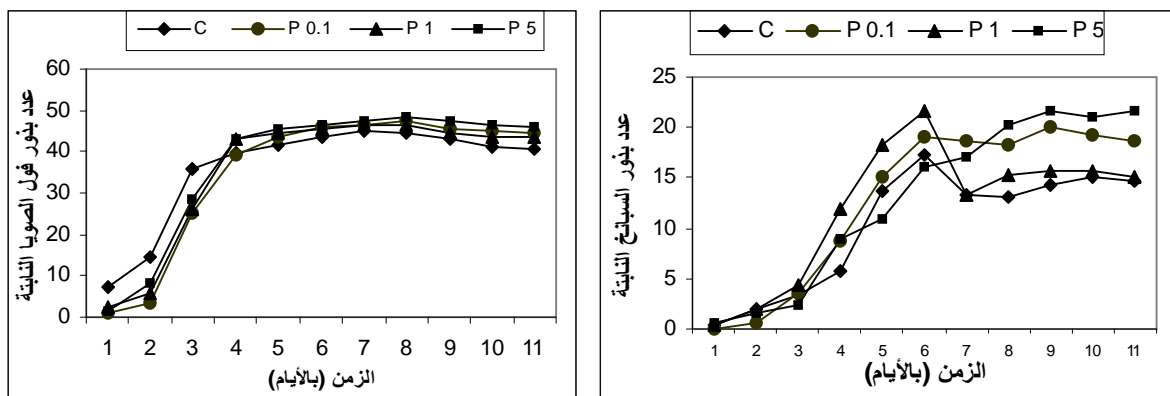 C P 0.1 P 1 P 5
60
50
40
30
20
10
0
عدد بذور فول الصويا النابتة
1 2 3 4 5 6 7 8 9 10 11
الزمن (بالأيام)
C P 0.1 P 1 P 5
25
20
15
10
5
0
عدد بذور السبانخ النابتة
1 2 3 4 5 6 7 8 9 10 11
الزمن (بالأيام)